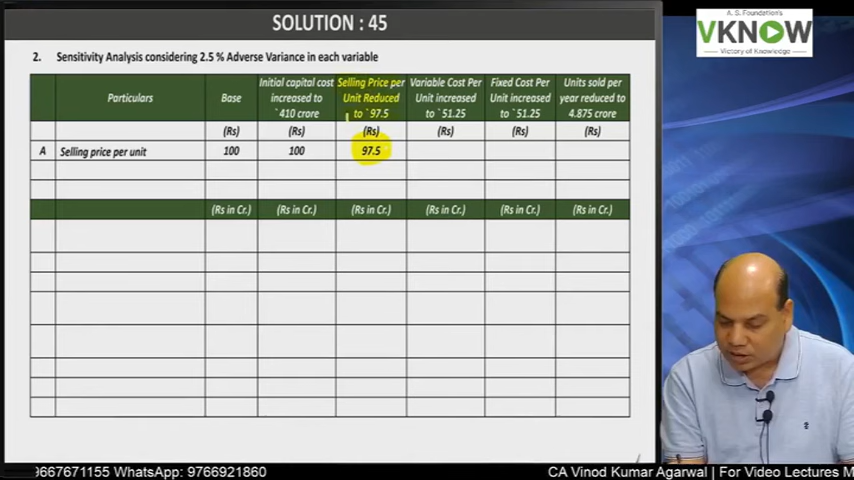 SOLUTION : 45
A. S. Foundation's
VKNOW
Victory of Knowledge
2. Sensitivity Analysis considering 2.5 % Adverse Variance in each variable
Particulars Base Initial capital cost increased to `410 crore Selling Price per Unit Reduced to `97.5 Variable Cost Per Unit increased to `51.25 Fixed Cost Per Unit increased to `51.25 Units sold per year reduced to 4.875 crore
(Rs) (Rs) (Rs) (Rs) (Rs) (Rs)
A Selling price per unit 100 100 97.5
(Rs in Cr.) (Rs in Cr.) (Rs in Cr.) (Rs in Cr.) (Rs in Cr.) (Rs in Cr.)
9667671155 WhatsApp: 9766921860 CA Vinod Kumar Agarwal | For Video Lectures M